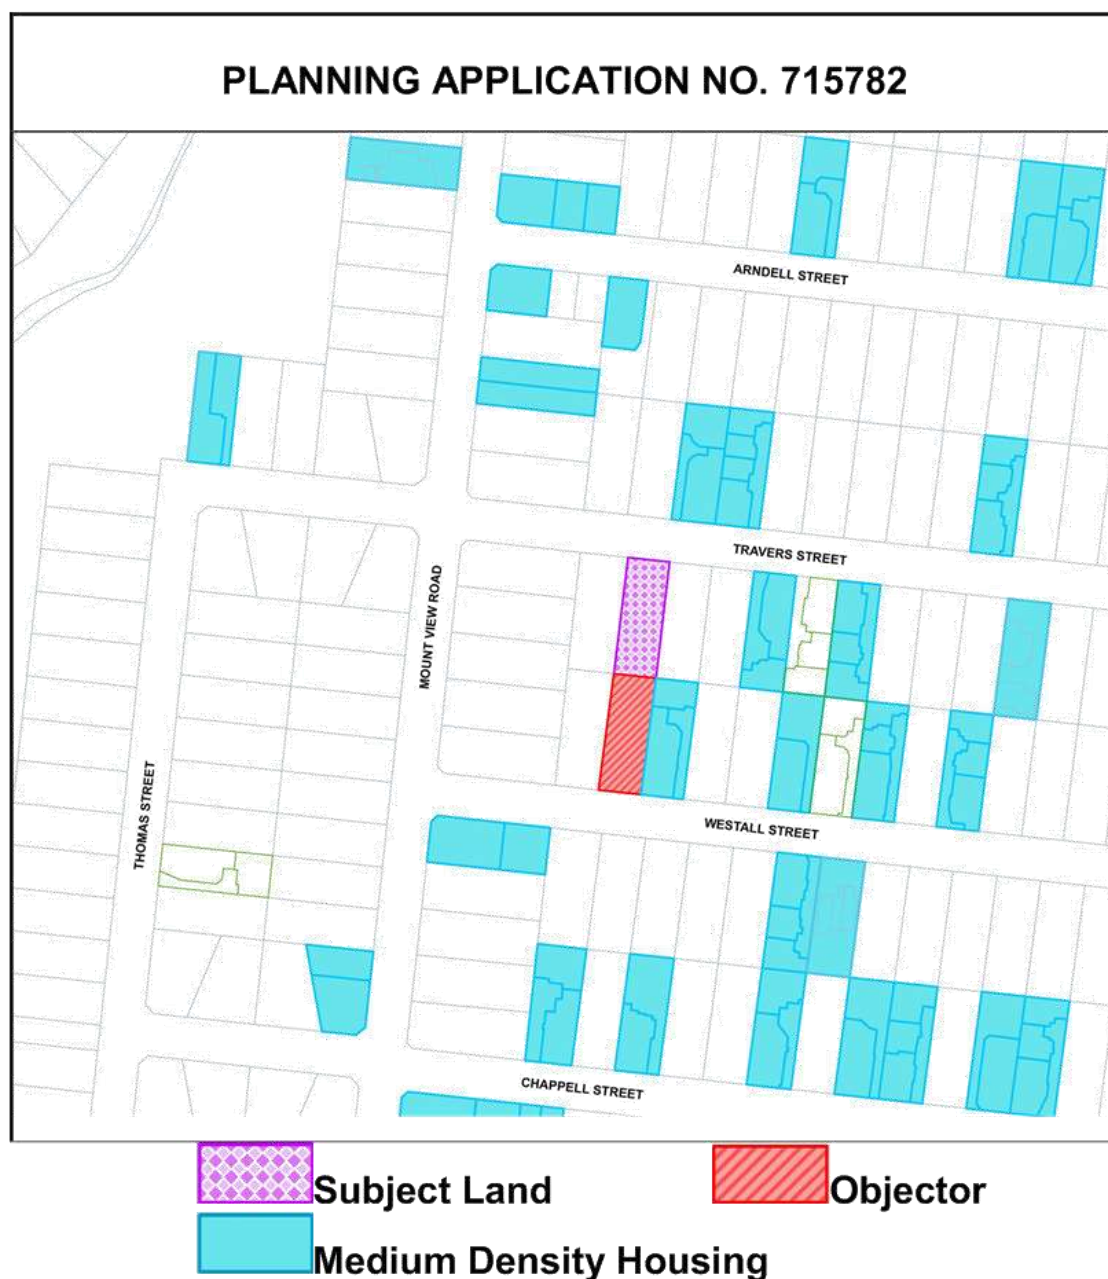 PLANNING APPLICATION NO. 715782
ARNDELL STREET
TRAVERS STREET
MOUNT VIEW ROAD
THOMAS STREET
WESTALL STREET
CHAPPELL STREET
Subject Land
Objector
Medium Density Housing